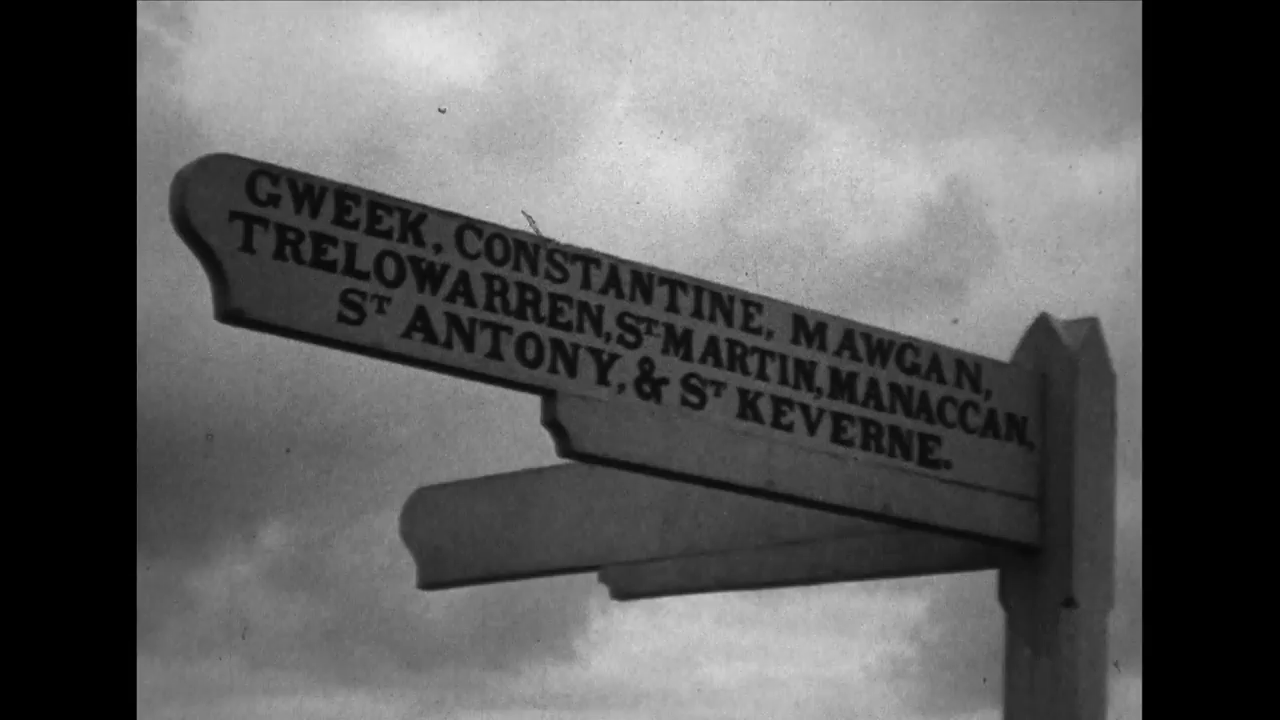 GWEEK, CONSTANTINE, MAWGAN,
TRELOWARREN, ST MARTIN, MANACCAN,
ST ANTONY, & ST KEVERNE.